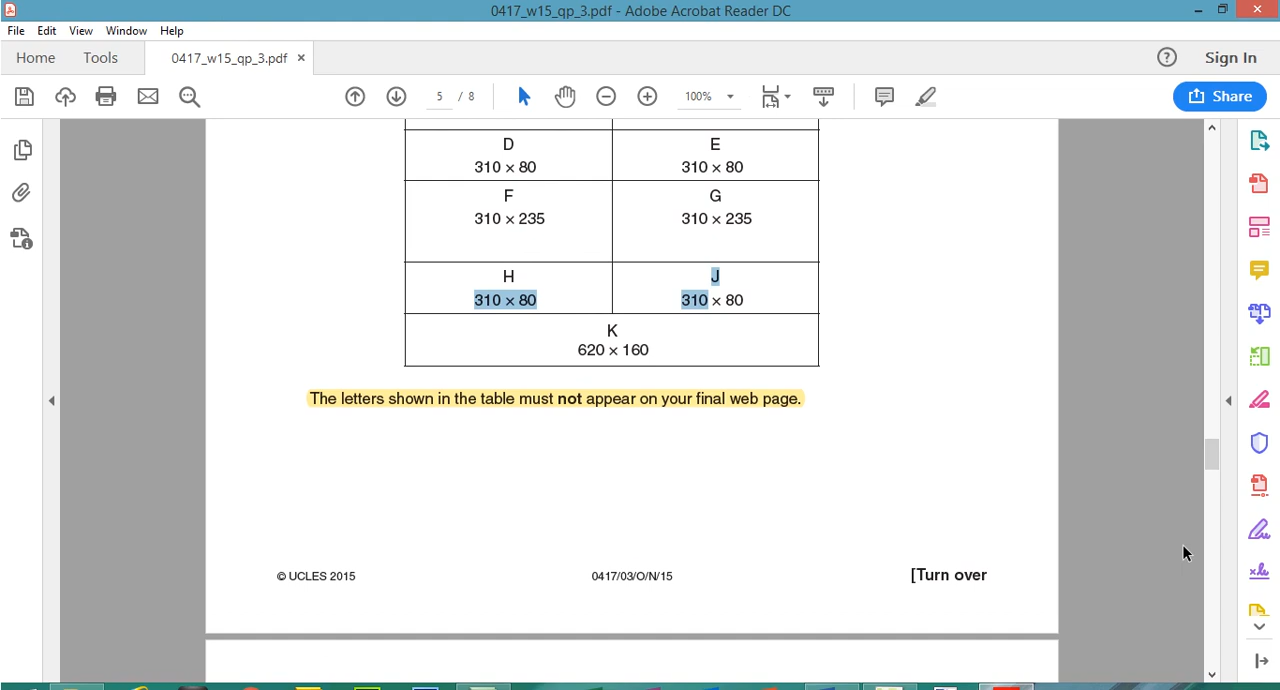 0417_w15_qp_3.pdf - Adobe Acrobat Reader DC
File Edit View Window Help
Home Tools 0417_w15_qp_3.pdf × Sign In
5 / 8 100% Share
D E
310 × 80 310 × 80
F G
310 × 235 310 × 235
H J
310 × 80 310 × 80
K
620 × 160
The letters shown in the table must not appear on your final web page.
© UCLES 2015 0417/03/O/N/15 [Turn over